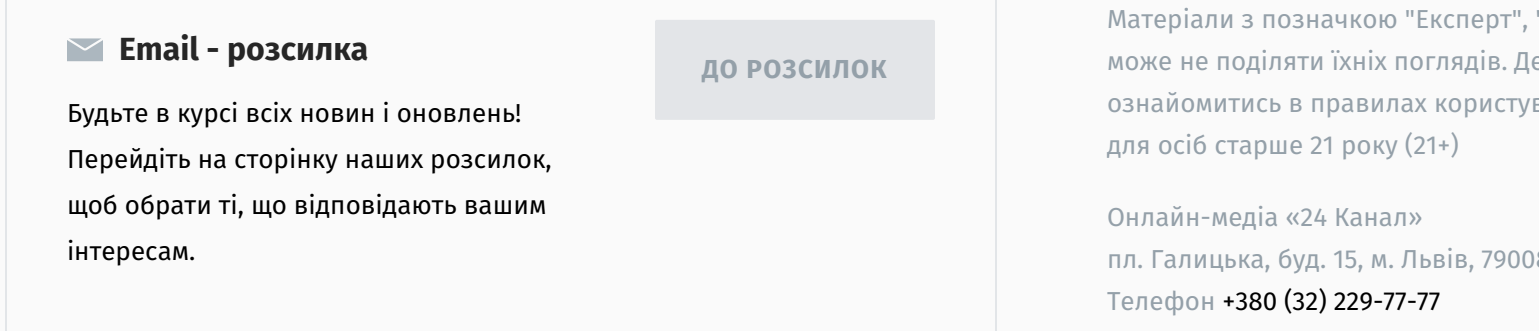 Email - розсилка
Будьте в курсі всіх новин і оновлень!
Перейдіть на сторінку наших розсилок,
щоб обрати ті, що відповідають вашим
інтересам.
ДО РОЗСИЛОК
Матеріали з позначкою "Експерт",
може не поділяти їхніх поглядів.
ознайомитись в правилах
для осіб старше 21 року (21+)
Онлайн-медіа «24 Канал»
пл. Галицька, буд. 15, м. Львів,
Телефон +380 (32) 229-77-77